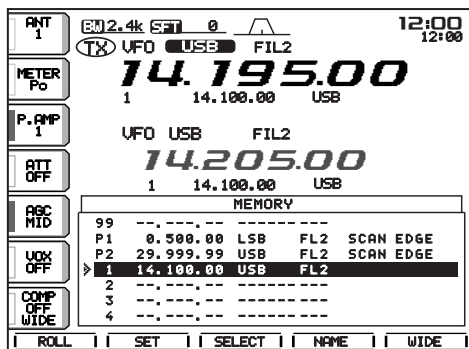 ANT 1
BW 2.4k SFT 0
12:00
12:00
TX VFO USB FIL2
METER Po
14.195.00
1 14.100.00 USB
P.AMP 1
VFO USB FIL2
ATT OFF
14.205.00
1 14.100.00 USB
AGC MID
MEMORY
99 --.---.-- ------ ---
P1 0.500.00 LSB FL2 SCAN EDGE
VOX OFF
P2 29.999.99 USB FL2 SCAN EDGE
1 14.100.00 USB FL2
2 --.---.-- ------ ---
COMP OFF WIDE
3 --.---.-- ------ ---
4 --.---.-- ------ ---
ROLL SET SELECT NAME WIDE